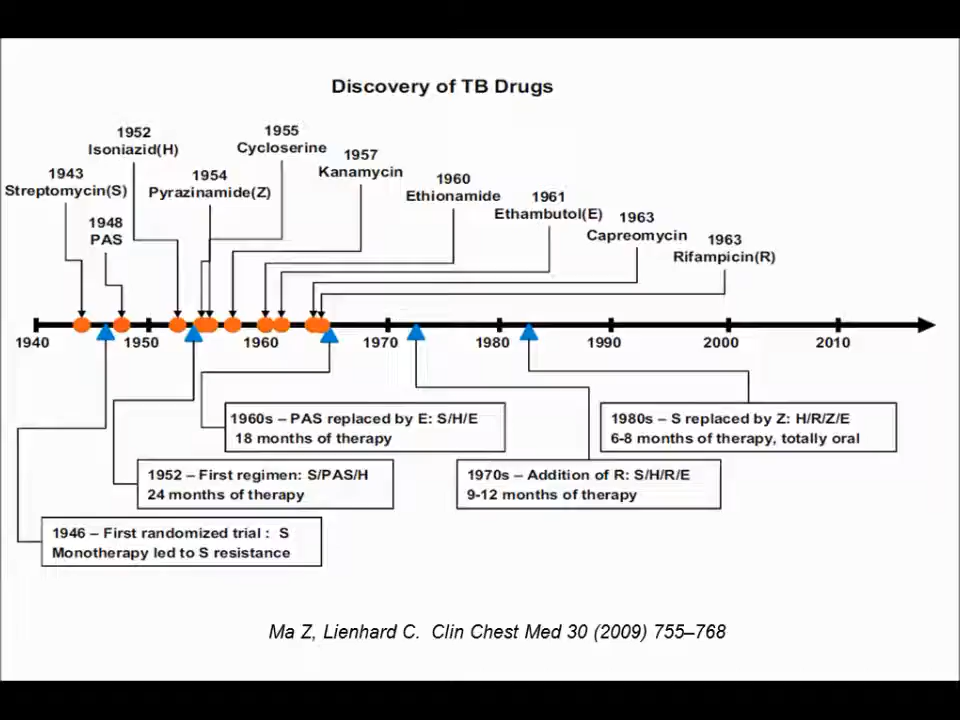 Discovery of TB Drugs
1943
Streptomycin(S)
1948
PAS
1952
Isoniazid(H)
1954
Pyrazinamide(Z)
1955
Cycloserine
1957
Kanamycin
1960
Ethionamide
1961
Ethambutol(E)
1963
Capreomycin
1963
Rifampicin(R)
1940 1950 1960 1970 1980 1990 2000 2010
1960s – PAS replaced by E: S/H/E
18 months of therapy
1980s – S replaced by Z: H/R/Z/E
6-8 months of therapy, totally oral
1952 – First regimen: S/PAS/H
24 months of therapy
1970s – Addition of R: S/H/R/E
9-12 months of therapy
1946 – First randomized trial : S
Monotherapy led to S resistance
Ma Z, Lienhard C. Clin Chest Med 30 (2009) 755–768